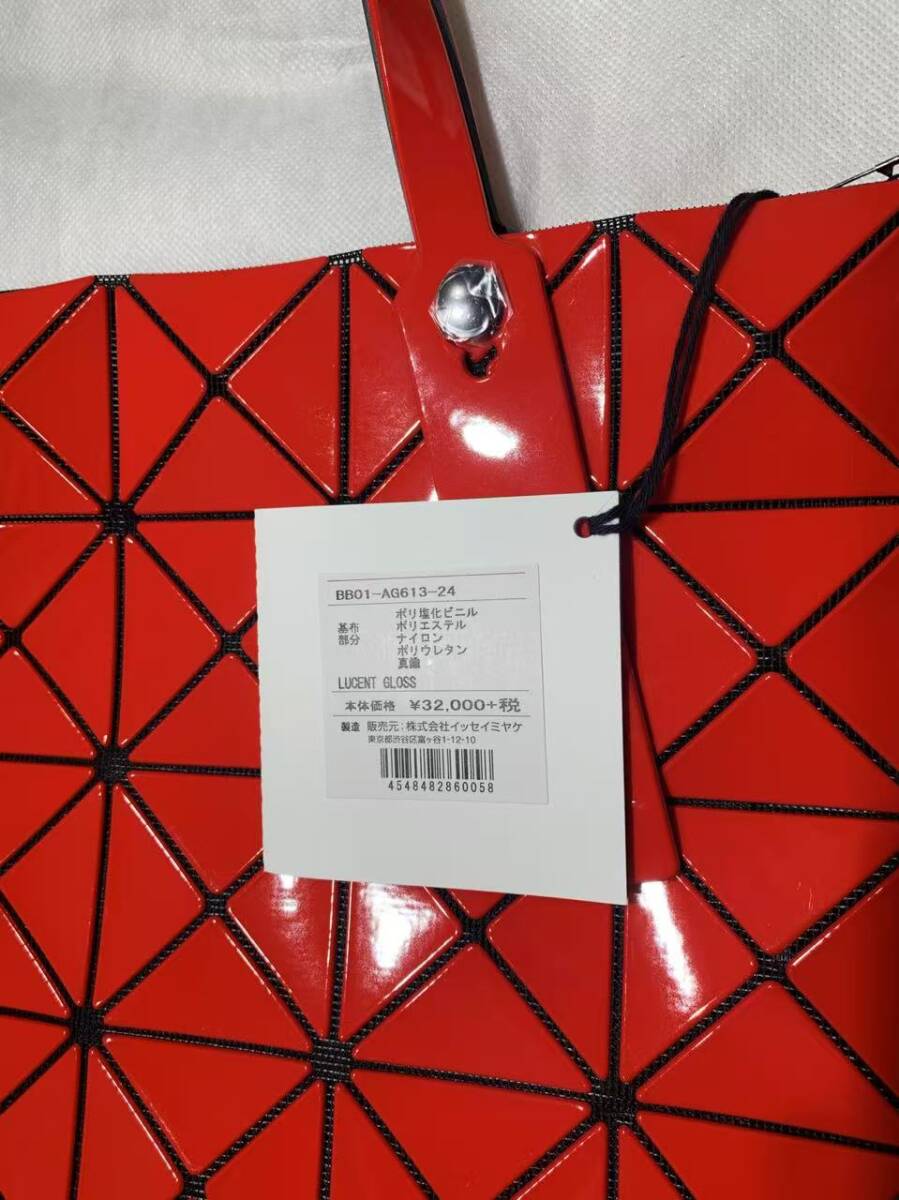 BB01-AG613-24
ポリ塩化ビニル
基布 ポリエステル
部分 ナイロン
ポリウレタン
真鍮
LUCENT GLOSS
本体価格 ¥32,000+税
製造 販売元:株式会社イッセイミヤケ
東京都渋谷区富ヶ谷1-12-10
4548482860058